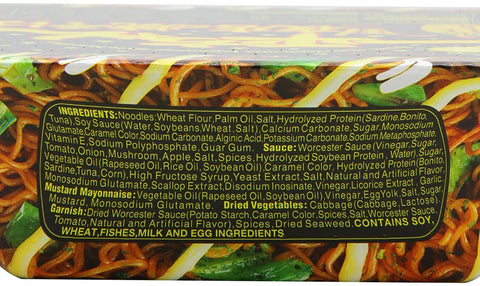 INGREDIENTS:Noodles:Wheat Flour,Palm Oil,Salt,Hydrolyzed Protein(Sardine,Bonito,
Tuna),Soy Sauce(Water,Soybeans,Wheat,Salt),Calcium Carbonate,Sugar,Monosodium
Glutamate,Caramel Color,Sodium Carbonate,Alginic Acid,Potassium Carbonate,Sodium Metaphosphate,
Vitamin E,Sodium Polyphosphate,Guar Gum. Sauce:Worcester Sauce(Vinegar,Sugar,
Onion,Mushroom,Apple,Salt,Spices,Hydrolyzed Soybean Protein,Water),Sugar,
Vegetable Oil(Rapeseed Oil,Rice Oil,Soybean Oil),Caramel Color, Hydrolyzed Protein(Bonito,
Sardine,Tuna,Corn),High Fructose Syrup,Yeast Extract,Salt,Natural and Artificial Flavor,
Monosodium Glutamate,Scallop Extract,Disodium Inosinate,Vinegar,Licorice Extract, Garlic
Mustard Mayonnaise:Vegetable Oil(Rapeseed Oil,Soybean Oil),Vinegar,Egg Yolk,Salt,Sugar
Mustard, Monosodium Glutamate. Dried Vegetables:Cabbage(Cabbage,Lactose)
Garnish:Dried Worcester Sauce(Potato Starch,Caramel Color,Spices,Salt,Worcester Sauce,
Tomato,Natural and Artificial Flavor),Spices,Dried Seaweed.CONTAINS SOY,
WHEAT,FISHES,MILK AND EGG INGREDIENTS